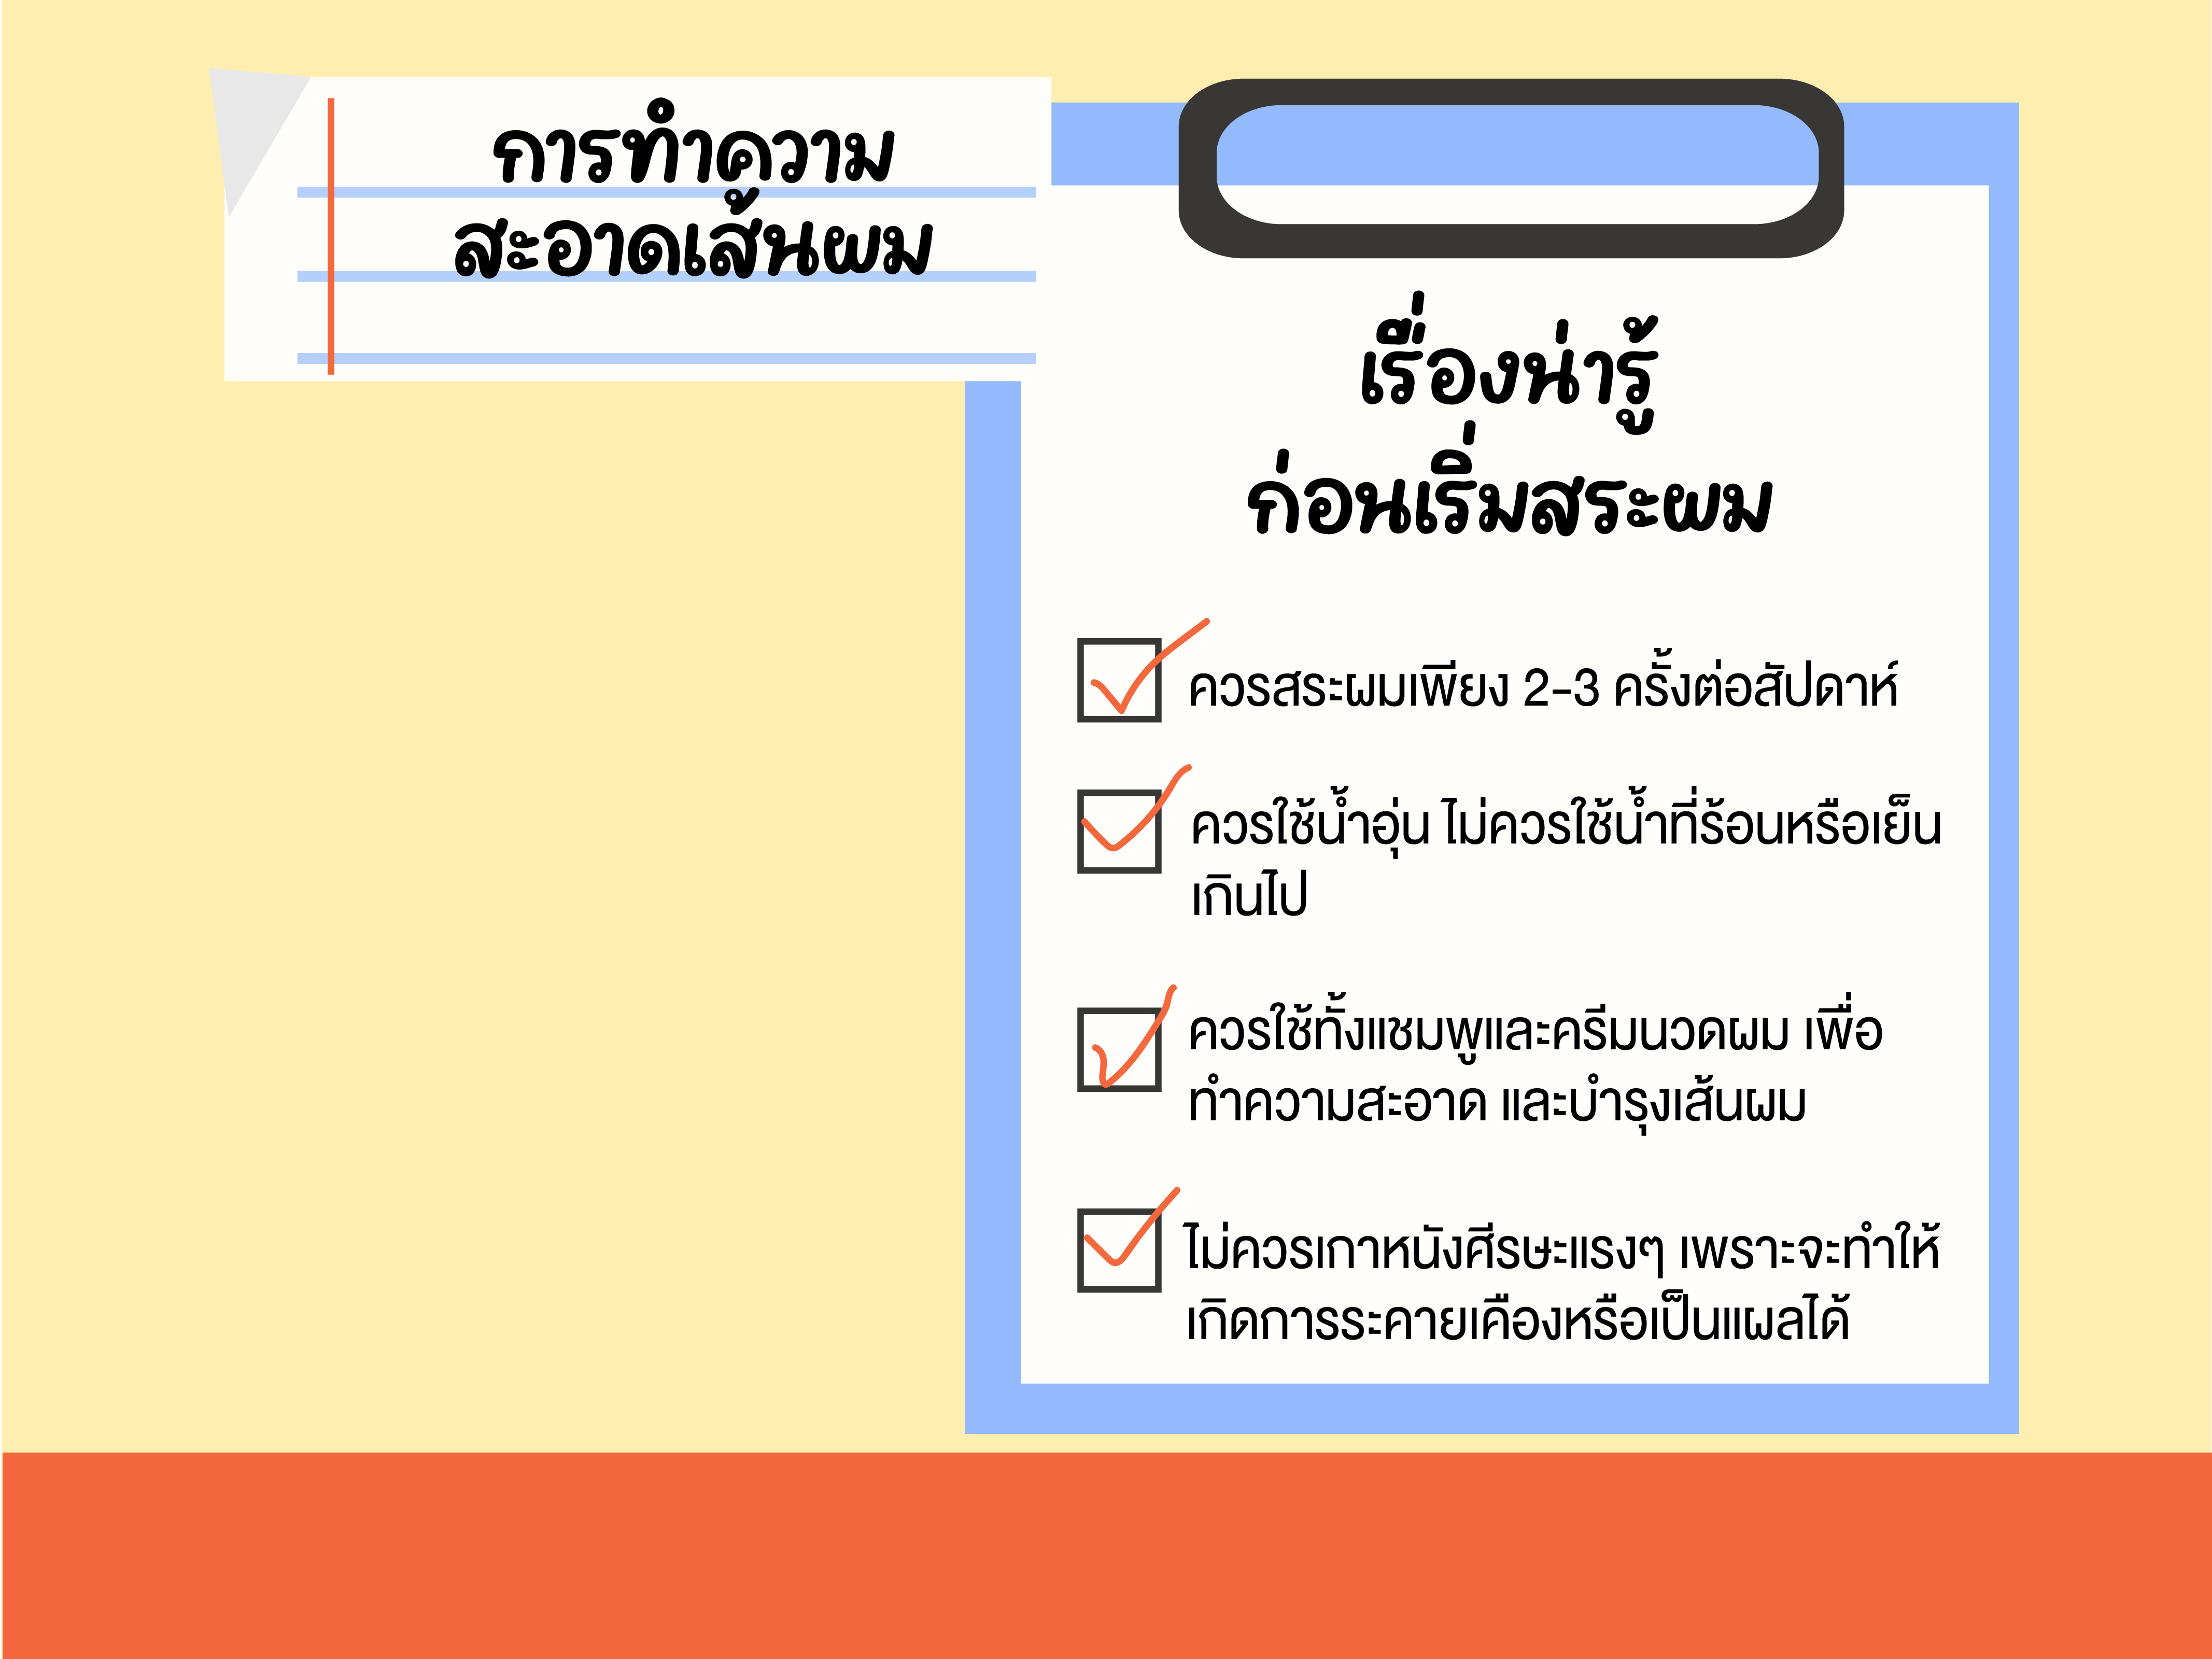 การทำความ
สะอาดเส้นผม
เรื่องน่ารู้
ก่อนเริ่มสระผม
ควรสระผมเพียง 2-3 ครั้งต่อสัปดาห์
ควรใช้น้ำอุ่น ไม่ควรใช้น้ำที่ร้อนหรือเย็น
เกินไป
ควรใช้ทั้งแชมพูและครีมนวดผม เพื่อ
ทำความสะอาด และบำรุงเส้นผม
ไม่ควรเกาหนังศีรษะแรงๆ เพราะจะทำให้
เกิดการระคายเคืองหรือเป็นแผลได้